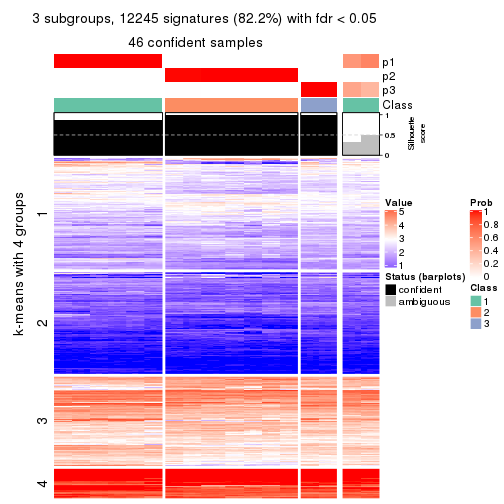 3 subgroups, 12245 signatures (82.2%) with fdr < 0.05
46 confident samples
p1
p2
p3
Class
1
0.5
0
Silhouette
score
k-means with 4 groups
1
2
3
4
Value
5
4
3
2
1
Status (barplots)
confident
ambiguous
Prob
1
0.8
0.6
0.4
0.2
0
Class
1
2
3